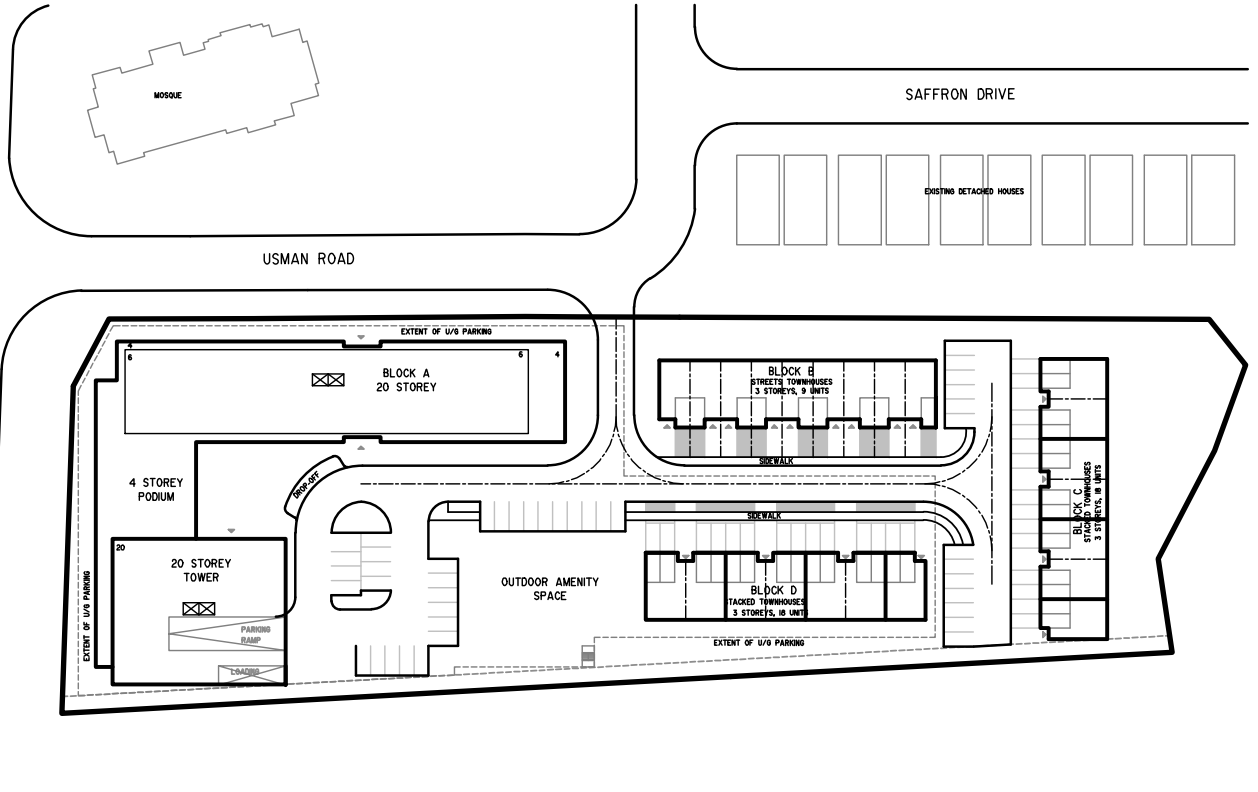 MOSQUE
SAFFRON DRIVE
EXISTING DETACHED HOUSES
USMAN ROAD
EXTENT OF U/G PARKING
4
6
6
4
BLOCK A
20 STOREY
BLOCK B
STREETS TOWNHOUSES
3 STOREYS, 9 UNITS
SIDEWALK
4 STOREY
PODIUM
DROP-OFF
BLOCK C
STACKED TOWNHOUSES
3 STOREYS, 18 UNITS
SIDEWALK
20
20 STOREY
TOWER
OUTDOOR AMENITY
SPACE
BLOCK D
STACKED TOWNHOUSES
3 STOREYS, 18 UNITS
EXTENT OF U/G PARKING
PARKING
RAMP
LOADING
EXTENT OF U/G PARKING